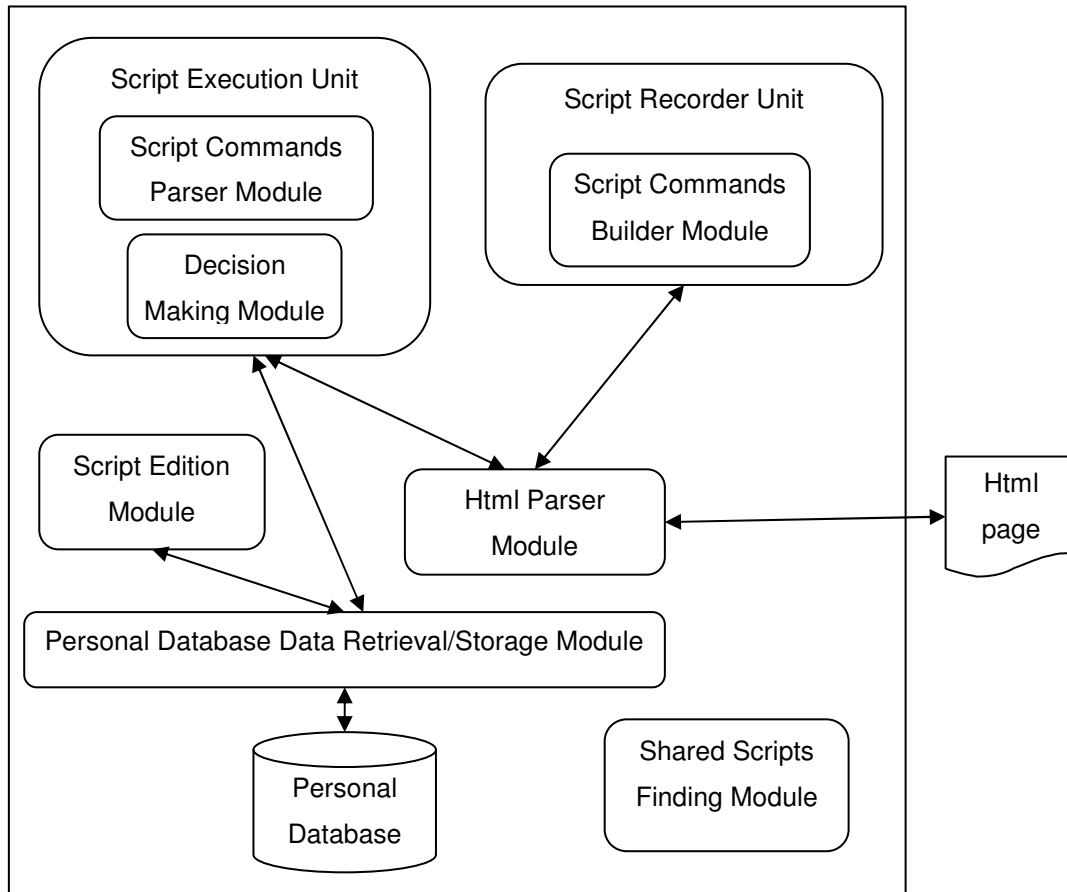 Script Execution Unit
Script Commands
Parser Module
Decision
Making Module
Script Recorder Unit
Script Commands
Builder Module
Script Edition
Module
Html Parser
Module
Html
page
Personal Database Data Retrieval/Storage Module
Personal
Database
Shared Scripts
Finding Module